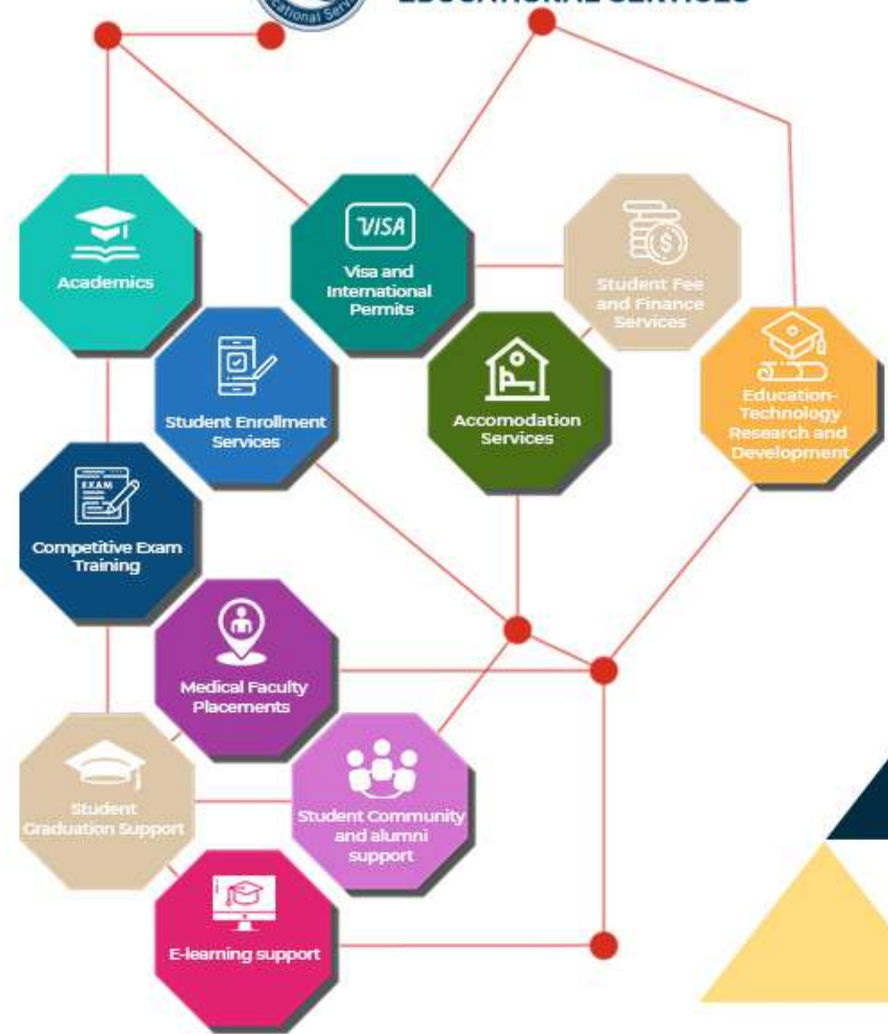 EDUCATIONAL SERVICES
Academics
VISA
Visa and
International
Permits
Student Fee
and Finance
Services
Student Enrollment
Services
Accomodation
Services
Education-
Technology
Research and
Development
EXAM
Competitive Exam
Training
Medical Faculty
Placements
Student
Graduation Support
Student Community
and alumni
support
E-learning support